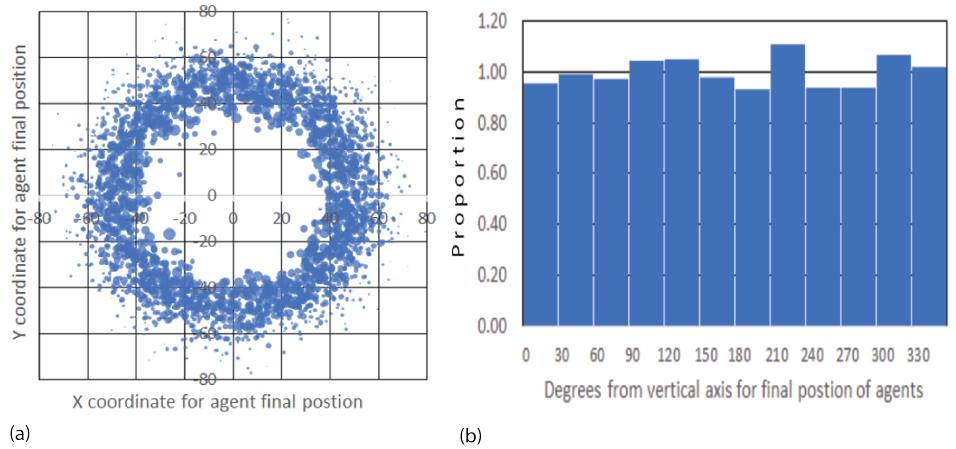 80
60
40
20
0
-80 -60 -40 -20 0 20 40 60 80
-20
-40
-60
-80
Y coordinate for agent final position
X coordinate for agent final postion
(a)
1.20
1.00
0.80
0.60
0.40
0.20
0.00
Proportion
0 30 60 90 120 150 180 210 240 270 300 330
Degrees from vertical axis for final postion of agents
(b)